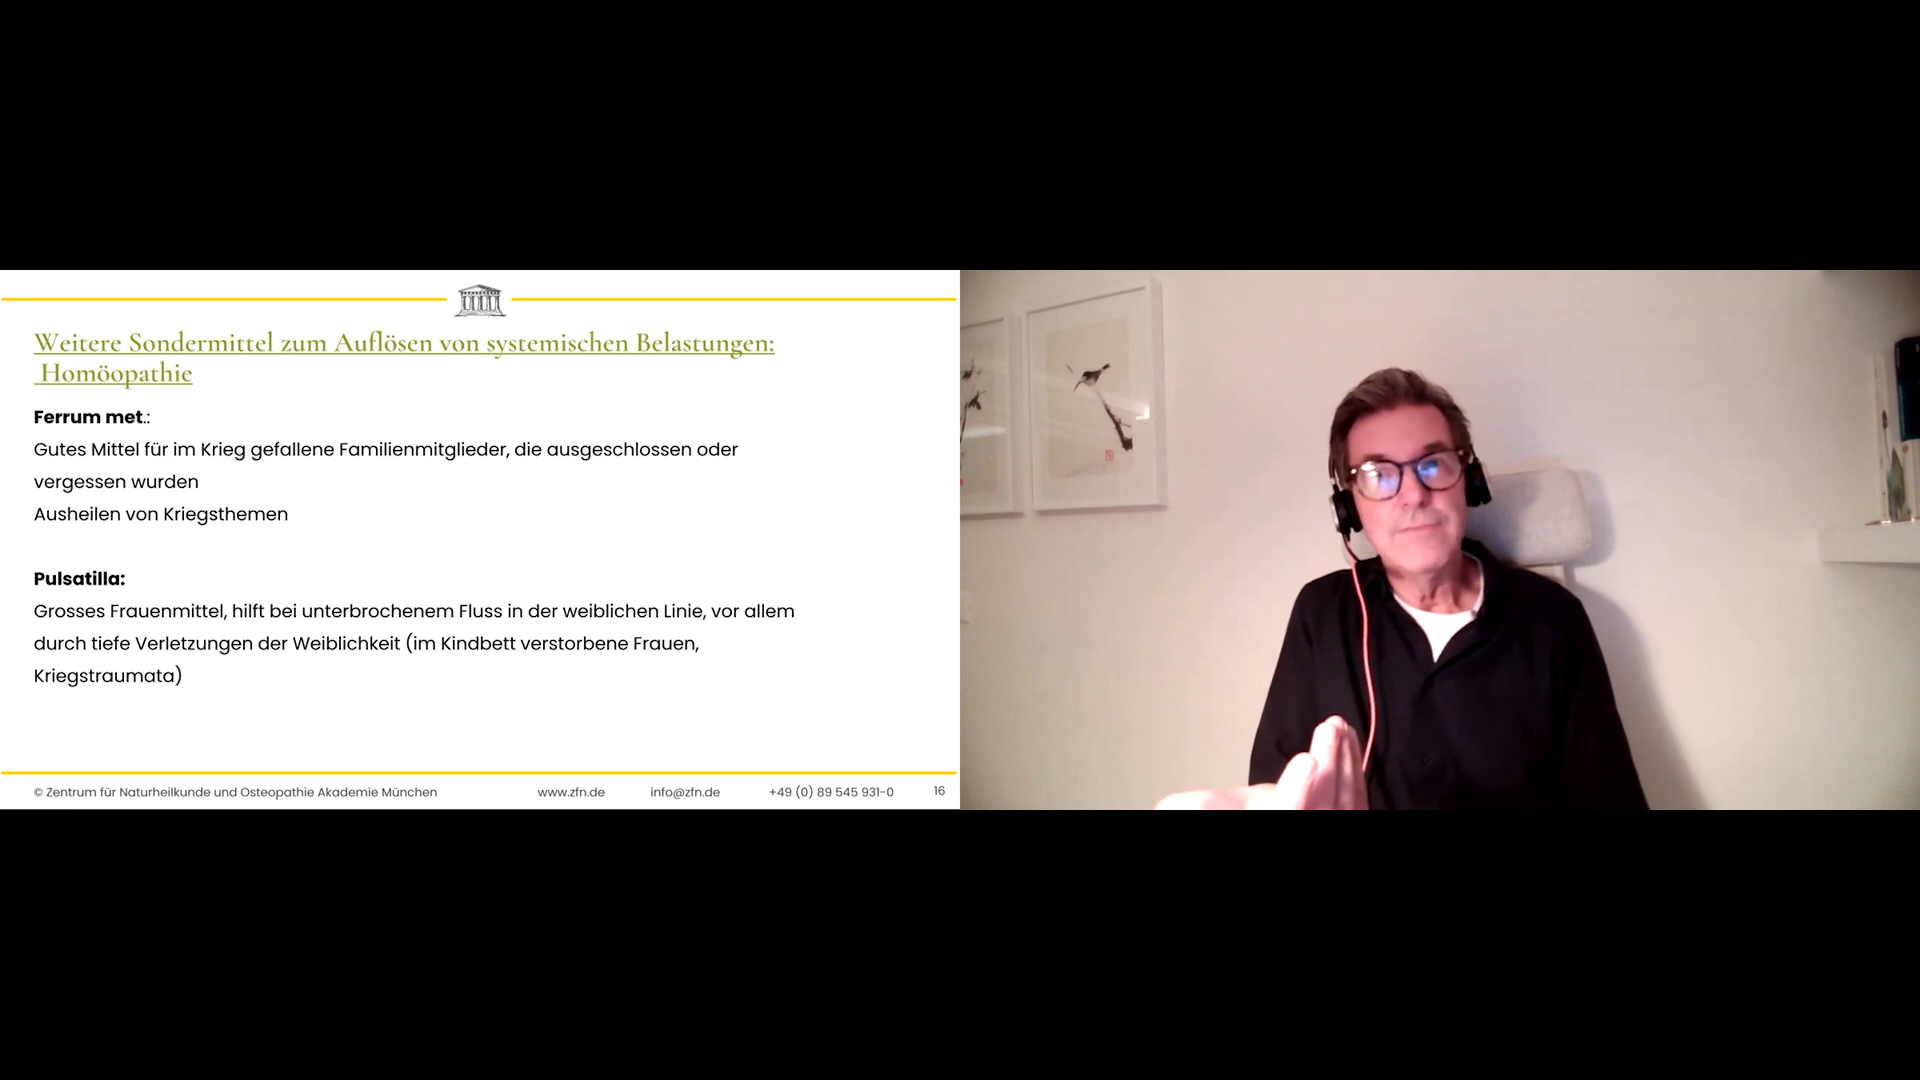 Weitere Sondermittel zum Auflösen von systemischen Belastungen:
Homöopathie
Ferrum met.:
Gutes Mittel für im Krieg gefallene Familienmitglieder, die ausgeschlossen oder
vergessen wurden
Ausheilen von Kriegsthemen
Pulsatilla:
Grosses Frauenmittel, hilft bei unterbrochenem Fluss in der weiblichen Linie, vor allem
durch tiefe Verletzungen der Weiblichkeit (im Kindbett verstorbene Frauen,
Kriegstraumata)
© Zentrum für Naturheilkunde und Osteopathie Akademie München www.zfn.de info@zfn.de +49 (0) 89 545 931-0 16